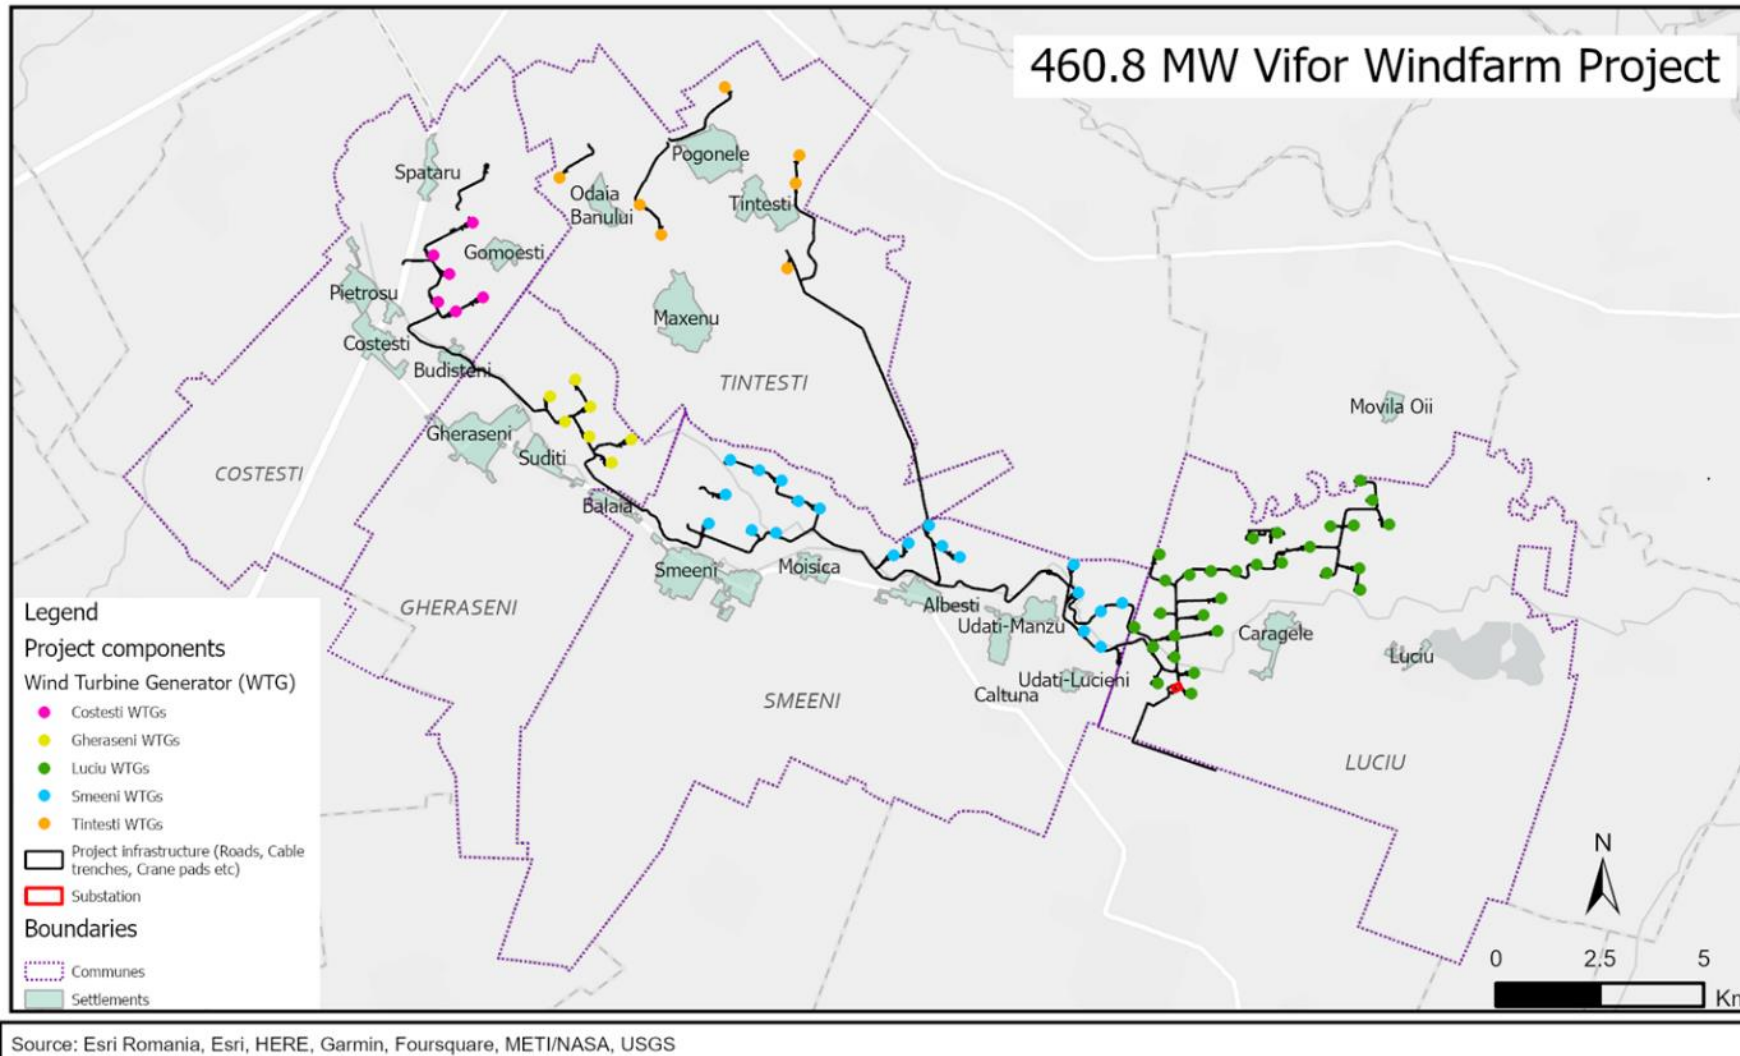 460.8 MW Vifor Windfarm Project
Spataru
Pogonele
Odaia
Banului
Tintesti
Gomoesti
Pietrosu
Maxenu
Costesti
Budisteni
TINTESTI
Movila Oii
Gheraseni
Suditi
COSTESTI
Balaia
Smeeni
Moisica
Albesti
GHERASENI
Udati-Manzu
Caragele
Luciu
Udati-Lucieni
Caltuna
SMEENI
LUCIU
Legend
Project components
Wind Turbine Generator (WTG)
Costesti WTGs
Gheraseni WTGs
Luciu WTGs
Smeeni WTGs
Tintesti WTGs
Project infrastructure (Roads, Cable
trenches, Crane pads etc)
Substation
Boundaries
Communes
Settlements
N
0 2.5 5
Km
Source: Esri Romania, Esri, HERE, Garmin, Foursquare, METI/NASA, USGS